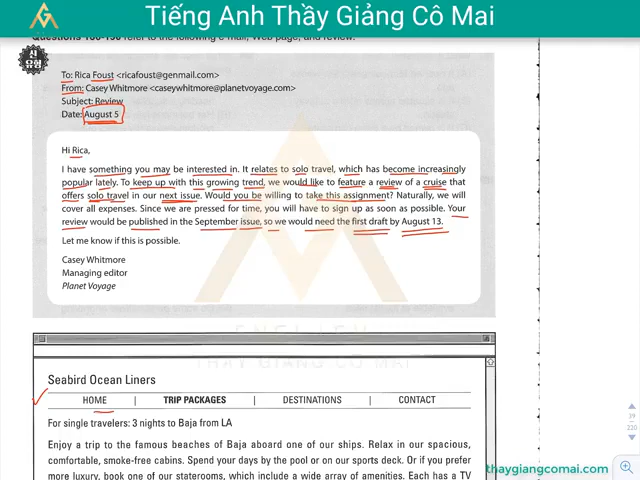 Tiếng Anh Thầy Giảng Cô Mai
Questions 186-190 refer to the following e-mail, Web page, and review.
신
유형
To: Rica Foust <ricafoust@genmail.com>
From: Casey Whitmore <caseywhitmore@planetvoyage.com>
Subject: Review
Date: August 5
Hi Rica,
I have something you may be interested in. It relates to solo travel, which has become increasingly
popular lately. To keep up with this growing trend, we would like to feature a review of a cruise that
offers solo travel in our next issue. Would you be willing to take this assignment? Naturally, we will
cover all expenses. Since we are pressed for time, you will have to sign up as soon as possible. Your
review would be published in the September issue, so we would need the first draft by August 13.
Let me know if this is possible.
Casey Whitmore
Managing editor
Planet Voyage
ENGLISH
THAY GIANG CO MAI
Seabird Ocean Liners
HOME | TRIP PACKAGES | DESTINATIONS | CONTACT
For single travelers: 3 nights to Baja from LA
Enjoy a trip to the famous beaches of Baja aboard one of our ships. Relax in our spacious,
comfortable, smoke-free cabins. Spend your days by the pool or on our sports deck. Or if you prefer
more luxury, book one of our staterooms, which include a wide array of amenities. Each has a TV
39
220
thaygiangcomai.com